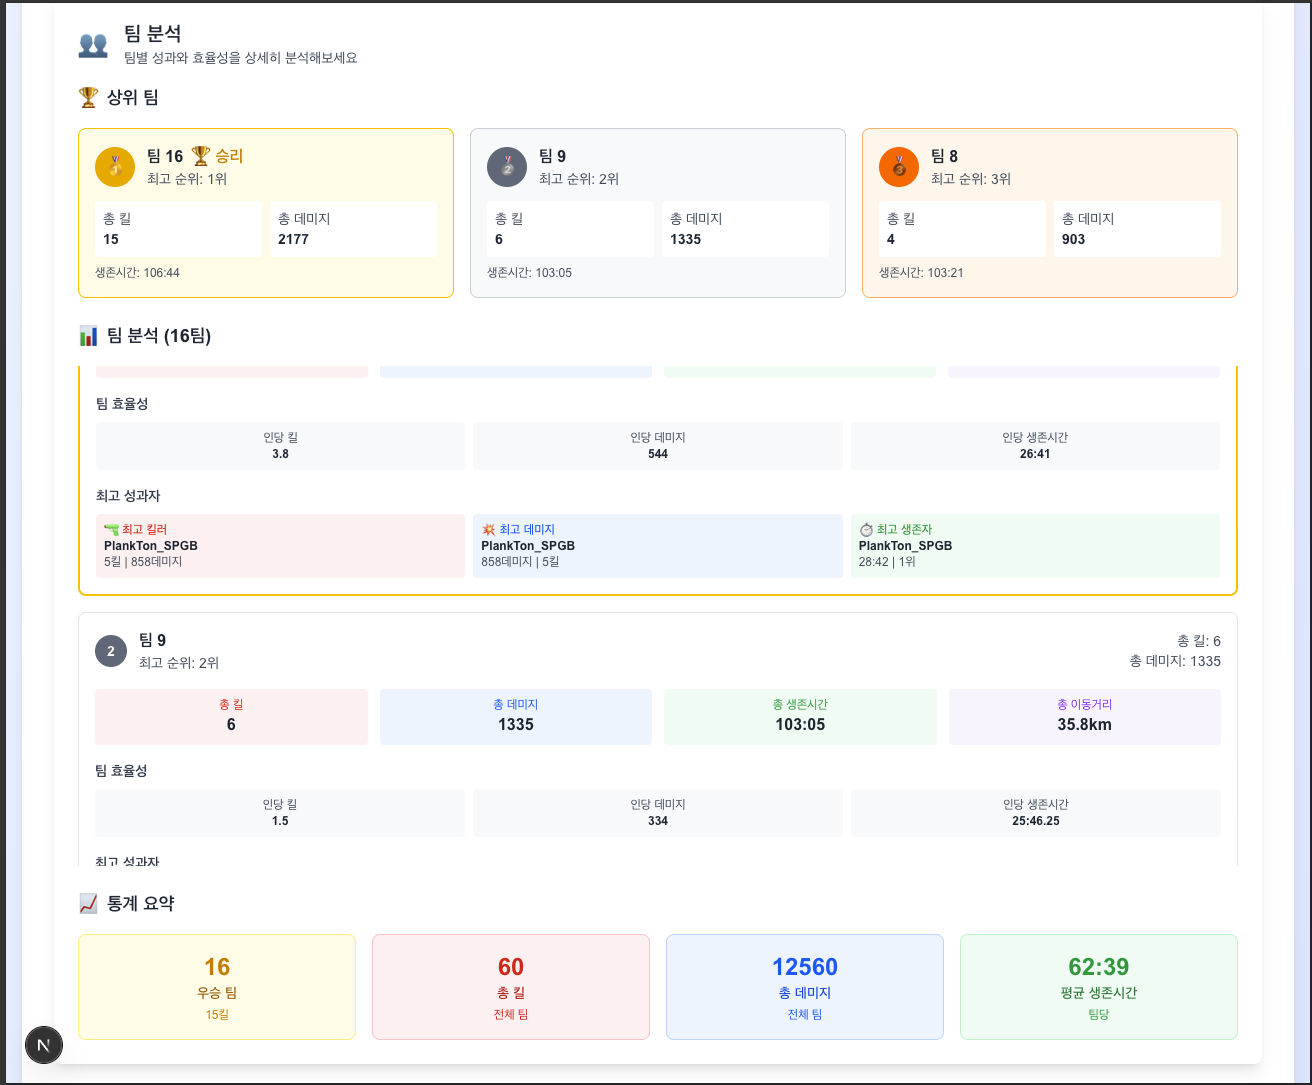 팀 분석
팀별 성과와 효율성을 상세히 분석해보세요
상위 팀
팀 16 승리
최고 순위: 1위
총 킬
15
총 데미지
2177
생존시간: 106:44
팀 9
최고 순위: 2위
총 킬
6
총 데미지
1335
생존시간: 103:05
팀 8
최고 순위: 3위
총 킬
4
총 데미지
903
생존시간: 103:21
팀 분석 (16팀)
팀 효율성
인당 킬
3.8
인당 데미지
544
인당 생존시간
26:41
최고 성과자
최고 킬러
PlankTon_SPGB
5킬 | 858데미지
최고 데미지
PlankTon_SPGB
858데미지 | 5킬
최고 생존자
PlankTon_SPGB
28:42 | 1위
2
팀 9
최고 순위: 2위
총 킬: 6
총 데미지: 1335
총 킬
6
총 데미지
1335
총 생존시간
103:05
총 이동거리
35.8km
팀 효율성
인당 킬
1.5
인당 데미지
334
인당 생존시간
25:46.25
최고 성과자
통계 요약
16
우승 팀
15킬
60
총 킬
전체 팀
12560
총 데미지
전체 팀
62:39
평균 생존시간
팀당
N